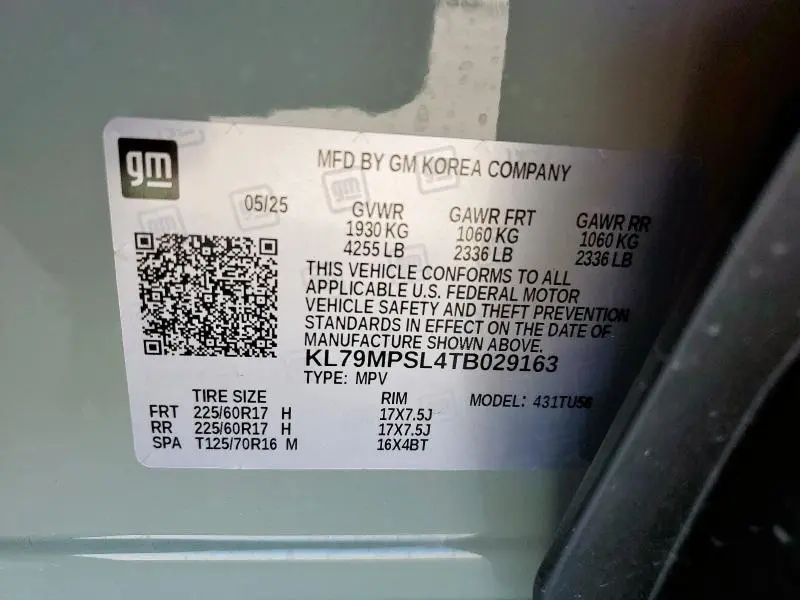 gm
MFD BY GM KOREA COMPANY
05/25
GVWR GAWR FRT GAWR RR
1930 KG 1060 KG 1060 KG
4255 LB 2336 LB 2336 LB
THIS VEHICLE CONFORMS TO ALL
APPLICABLE U.S. FEDERAL MOTOR
VEHICLE SAFETY AND THEFT PREVENTION
STANDARDS IN EFFECT ON THE DATE OF
MANUFACTURE SHOWN ABOVE.
KL79MPSL4TB029163
TYPE: MPV
TIRE SIZE RIM MODEL: 431TU56
FRT 225/60R17 H 17X7.5J
RR 225/60R17 H 17X7.5J
SPA T125/70R16 M 16X4BT